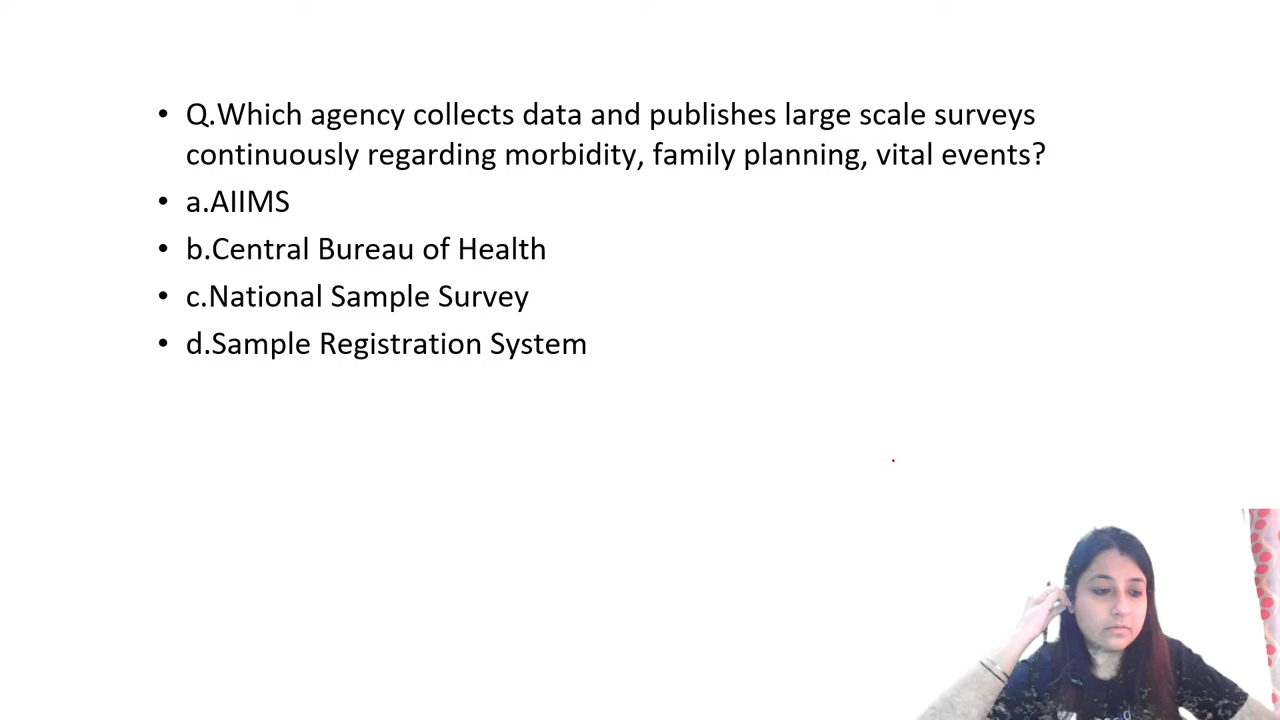 • Q.Which agency collects data and publishes large scale surveys
continuously regarding morbidity, family planning, vital events?
• a.AIIMS
• b.Central Bureau of Health
• c.National Sample Survey
• d.Sample Registration System